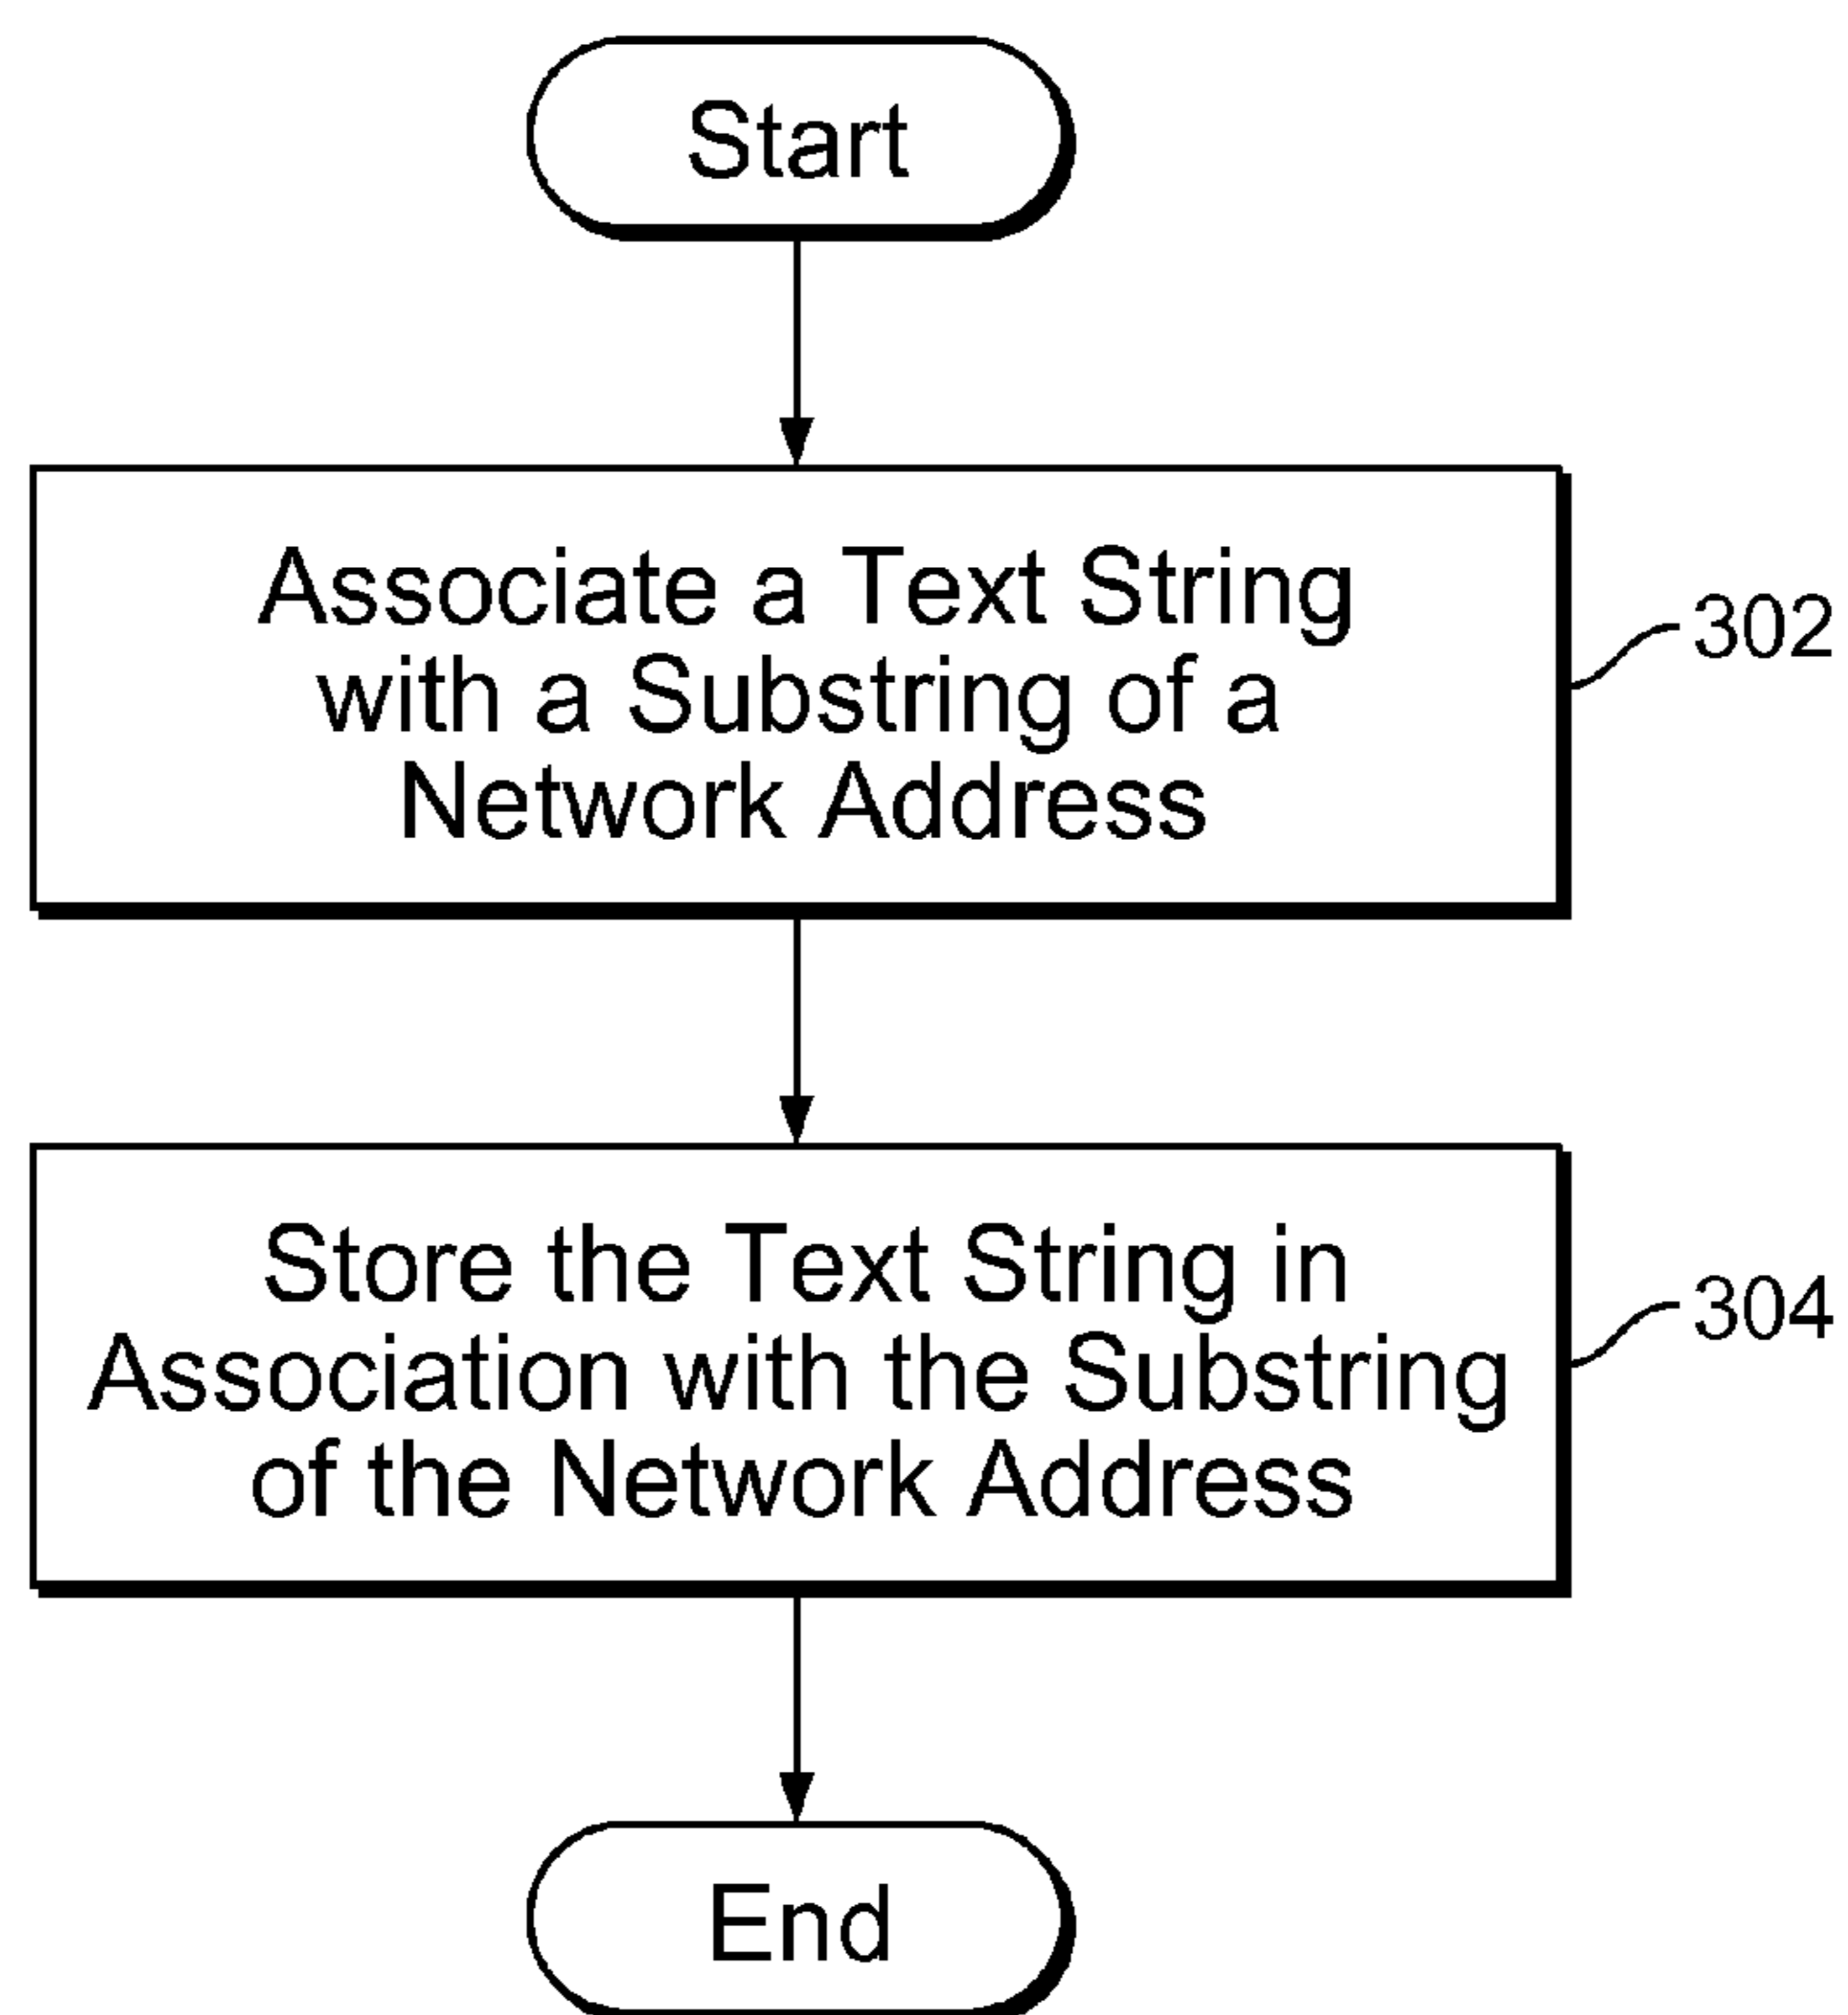 Start
Associate a Text String
with a Substring of a
Network Address
302
Store the Text String in
Association with the Substring
of the Network Address
304
End